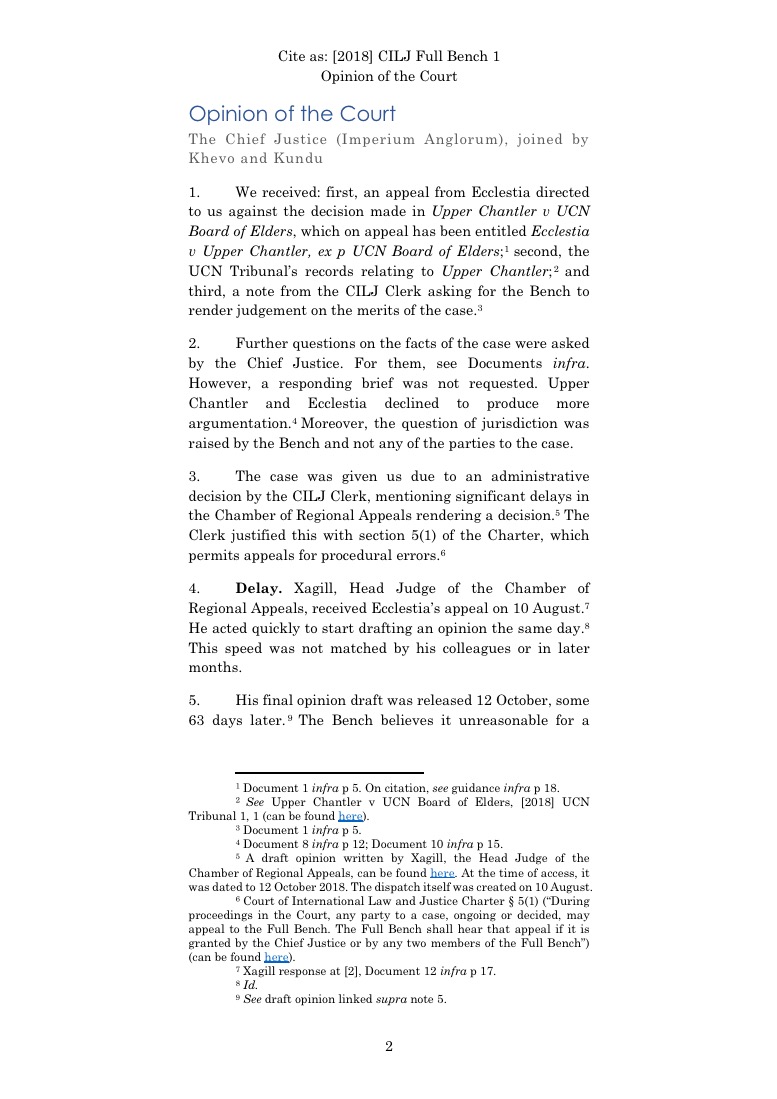 Cite as: [2018] CILJ Full Bench 1
Opinion of the Court
Opinion of the Court
The Chief Justice (Imperium Anglorum), joined by
Khevo and Kundu
1. We received: first, an appeal from Ecclestia directed
to us against the decision made in Upper Chantler v UCN
Board of Elders, which on appeal has been entitled Ecclestia
v Upper Chantler, ex p UCN Board of Elders;¹ second, the
UCN Tribunal's records relating to Upper Chantler;² and
third, a note from the CILJ Clerk asking for the Bench to
render judgement on the merits of the case.³
2. Further questions on the facts of the case were asked
by the Chief Justice. For them, see Documents infra.
However, a responding brief was not requested. Upper
Chantler and Ecclestia declined to produce more
argumentation.⁴ Moreover, the question of jurisdiction was
raised by the Bench and not any of the parties to the case.
3. The case was given us due to an administrative
decision by the CILJ Clerk, mentioning significant delays in
the Chamber of Regional Appeals rendering a decision.⁵ The
Clerk justified this with section 5(1) of the Charter, which
permits appeals for procedural errors.⁶
4. Delay. Xagill, Head Judge of the Chamber of
Regional Appeals, received Ecclestia's appeal on 10 August.⁷
He acted quickly to start drafting an opinion the same day.⁸
This speed was not matched by his colleagues or in later
months.
5. His final opinion draft was released 12 October, some
63 days later.⁹ The Bench believes it unreasonable for a
¹ Document 1 infra p 5. On citation, see guidance infra p 18.
² See Upper Chantler v UCN Board of Elders, [2018] UCN
Tribunal 1, 1 (can be found here).
³ Document 1 infra p 5.
⁴ Document 8 infra p 12; Document 10 infra p 15.
⁵ A draft opinion written by Xagill, the Head Judge of the
Chamber of Regional Appeals, can be found here. At the time of access, it
was dated to 12 October 2018. The dispatch itself was created on 10 August.
⁶ Court of International Law and Justice Charter § 5(1) (“During
proceedings in the Court, any party to a case, ongoing or decided, may
appeal to the Full Bench. The Full Bench shall hear that appeal if it is
granted by the Chief Justice or by any two members of the Full Bench”)
(can be found here).
⁷ Xagill response at [2], Document 12 infra p 17.
⁸ Id.
⁹ See draft opinion linked supra note 5.
2